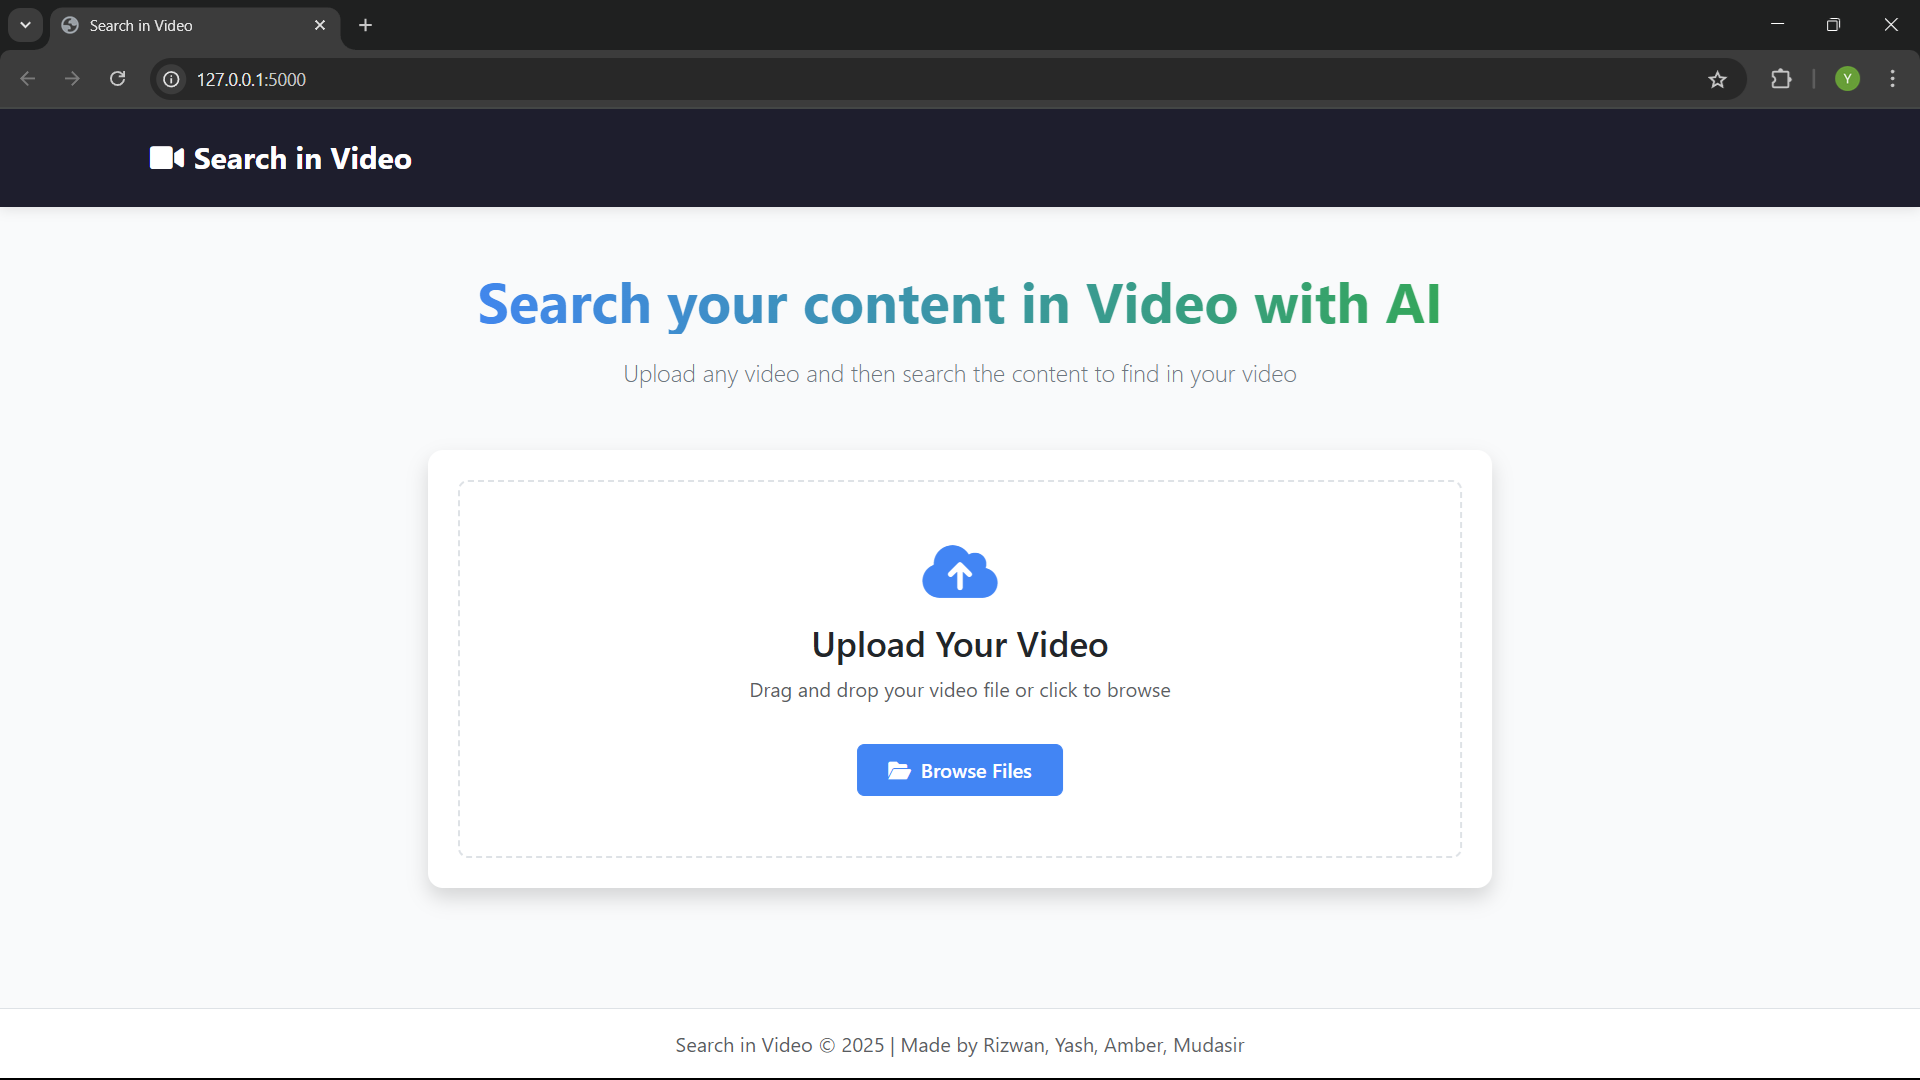 Search in Video
127.0.0.1:5000
Y
Search in Video
Search your content in Video with AI
Upload any video and then search the content to find in your video
Upload Your Video
Drag and drop your video file or click to browse
Browse Files
Search in Video © 2025 | Made by Rizwan, Yash, Amber, Mudasir